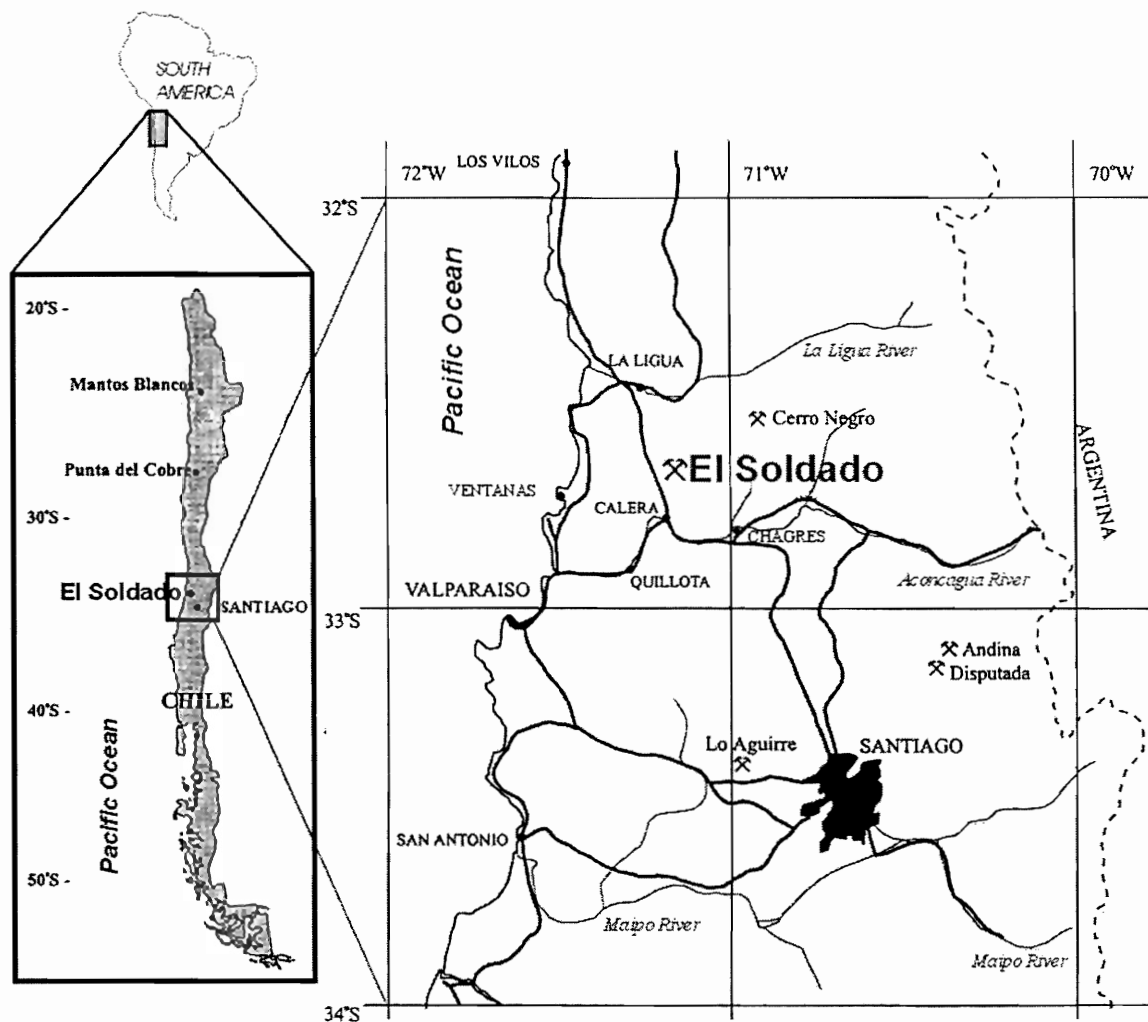 SOUTH
AMERICA
20°S -
Mantos Blancos
Punta del Cobre
30°S -
El Soldado
SANTIAGO
CHILE
40°S -
Pacific Ocean
50°S -
72°W
71°W
70°W
LOS VILOS
32°S
Pacific Ocean
La Ligua River
LA LIGUA
Cerro Negro
ARGENTINA
El Soldado
VENTANAS
CALERA
CHAGRES
QUILLOTA
Aconcagua River
VALPARAISO
33°S
Andina
Disputada
Lo Aguirre
SANTIAGO
SAN ANTONIO
Maipo River
Maipo River
34°S